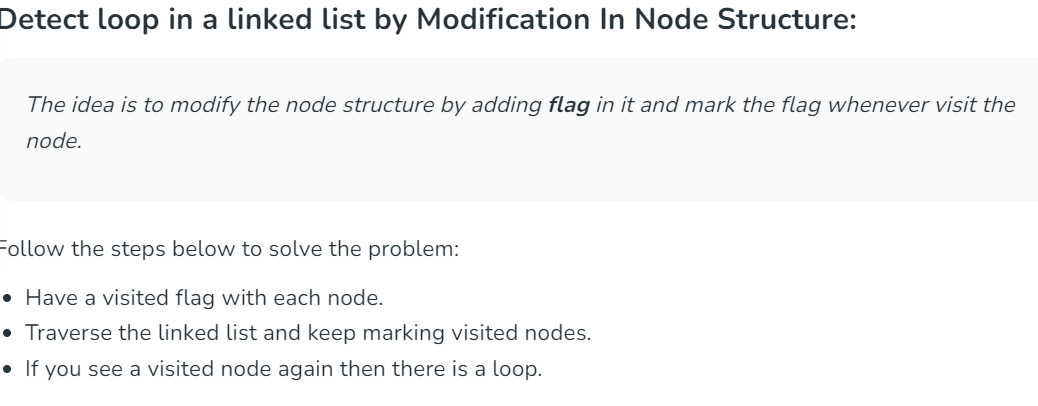 Detect loop in a linked list by Modification In Node Structure:
The idea is to modify the node structure by adding flag in it and mark the flag whenever visit the
node.
Follow the steps below to solve the problem:
• Have a visited flag with each node.
• Traverse the linked list and keep marking visited nodes.
• If you see a visited node again then there is a loop.